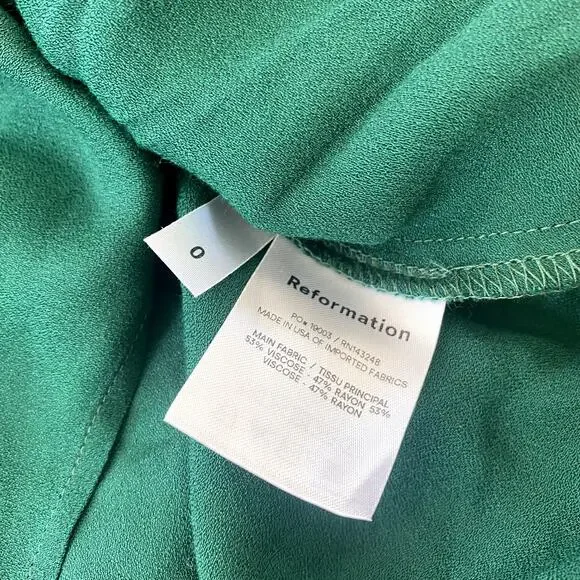 0
Reformation
PO# 19003 / RN143248
MADE IN USA OF IMPORTED FABRICS
MAIN FABRIC / TISSU PRINCIPAL
53% VISCOSE - 47% RAYON 53%
VISCOSE - 47% RAYON